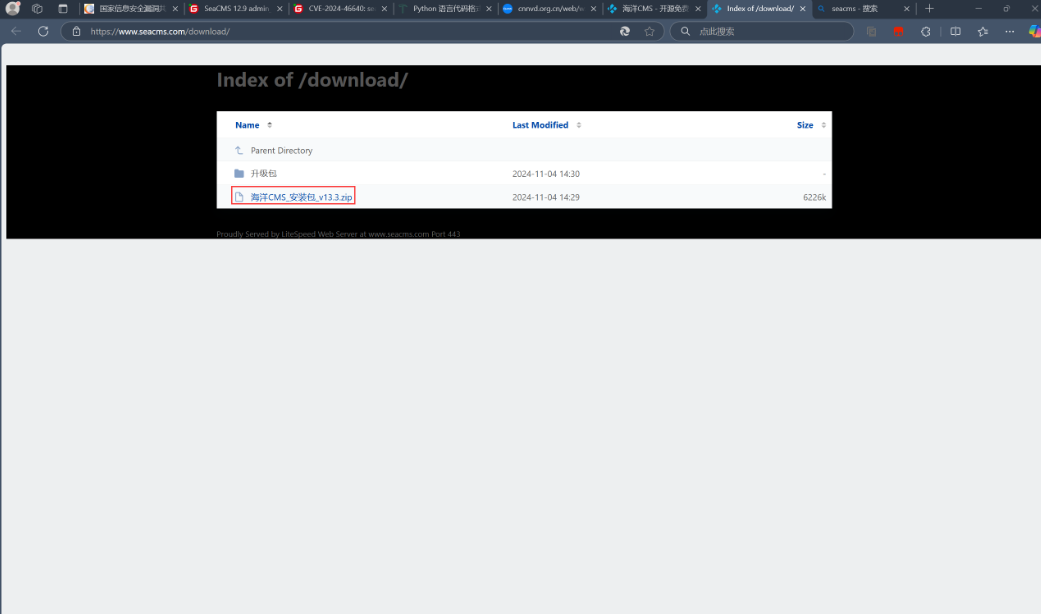 国家信息安全漏洞
SeaCMS 12.9 admin_
CVE-2024-46640: se
Python 语言代码格式
cnnvd.org.cn/web/
海洋CMS - 开源免费
Index of /download/
seacms - 搜索
https://www.seacms.com/download/
点此搜索
Index of /download/
Name Last Modified Size
Parent Directory
升级包 2024-11-04 14:30 -
海洋CMS_安装包_v13.3.zip 2024-11-04 14:29 6226k
Proudly Served by LiteSpeed Web Server at www.seacms.com Port 443